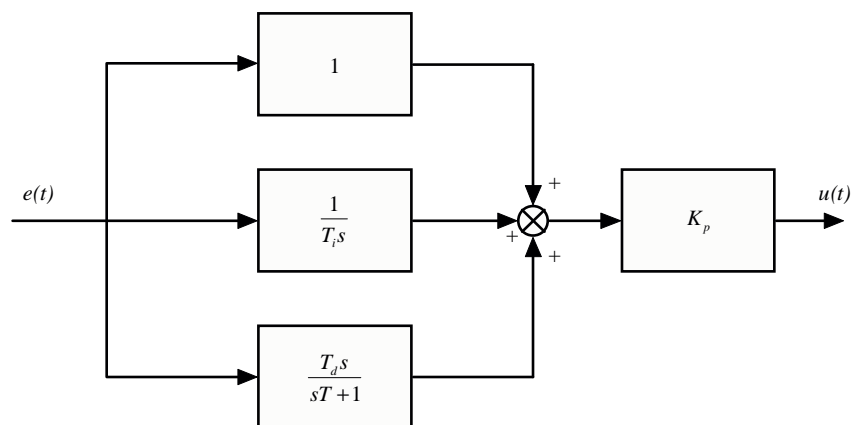 1
e(t)
1
T_i s
+
+
+
K_p
u(t)
T_d s
sT + 1